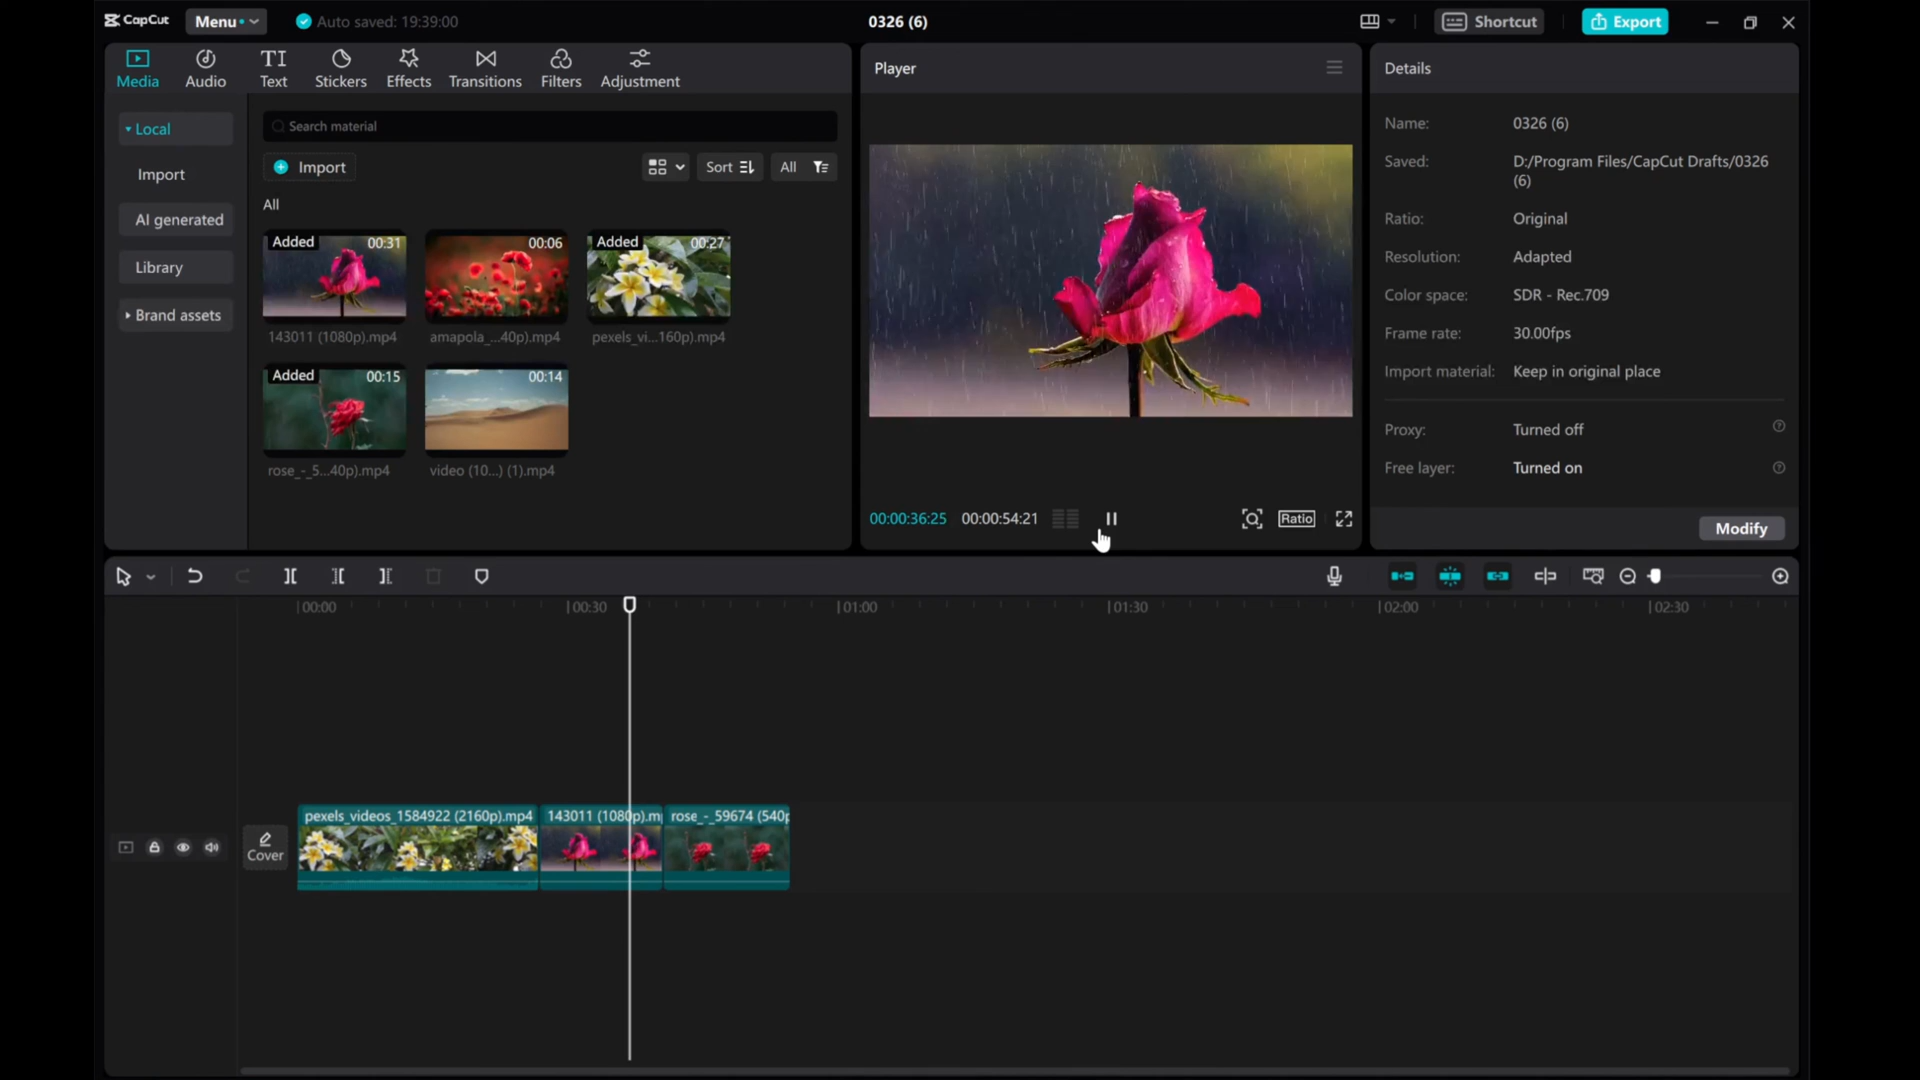 CapCut
Menu
Auto saved: 19:39:00
0326 (6)
Shortcut
Export
Media
Audio
Text
Stickers
Effects
Transitions
Filters
Adjustment
Local
Import
AI generated
Library
Brand assets
Search material
Import
Sort
All
All
Added 00:31
00:06
Added 00:27
143011 (1080p).mp4
amapola_...40p).mp4
pexels_vi...160p).mp4
Added 00:15
00:14
rose_-_5...40p).mp4
video (10...) (1).mp4
Player
00:00:36:25 00:00:54:21
Ratio
Details
Name: 0326 (6)
Saved: D:/Program Files/CapCut Drafts/0326
(6)
Ratio: Original
Resolution: Adapted
Color space: SDR - Rec.709
Frame rate: 30.00fps
Import material: Keep in original place
Proxy: Turned off
Free layer: Turned on
Modify
00:00 00:30 01:00 01:30 02:00 02:30
Cover
pexels_videos_1584922 (2160p).mp4
143011 (1080p).m
rose_-_59674 (540p